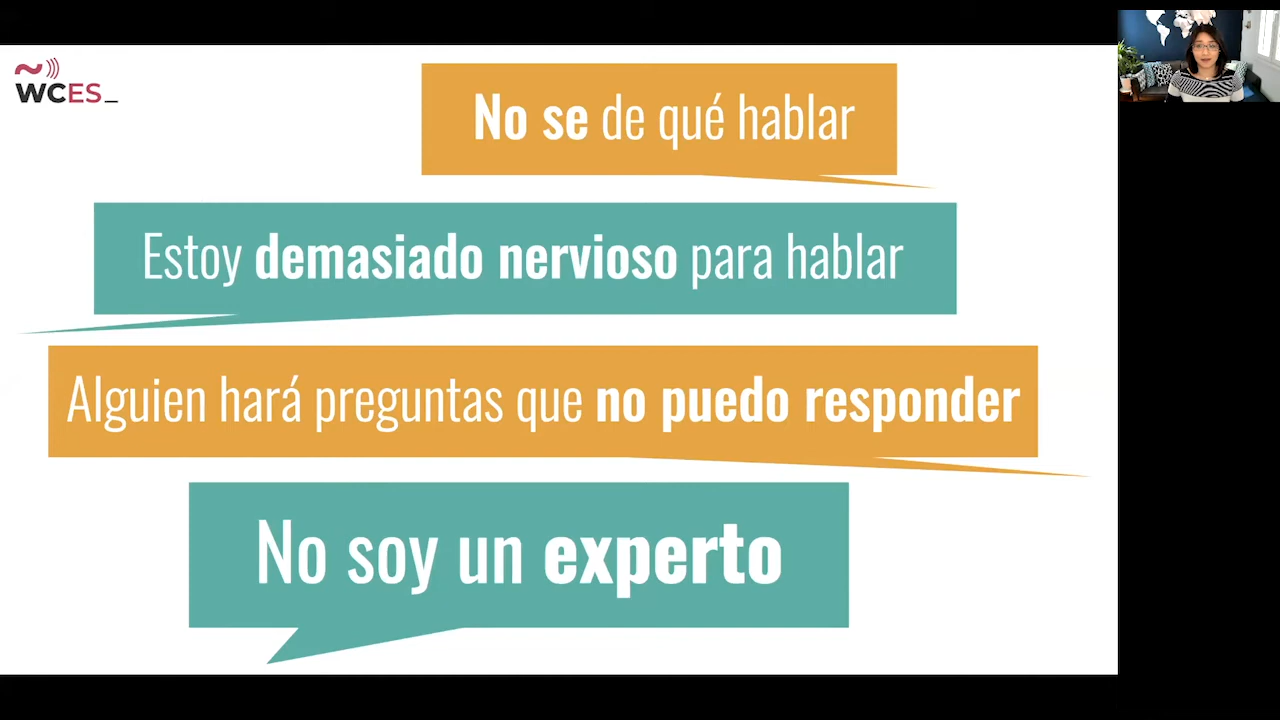 WCES_
No se de qué hablar
Estoy demasiado nervioso para hablar
Alguien hará preguntas que no puedo responder
No soy un experto